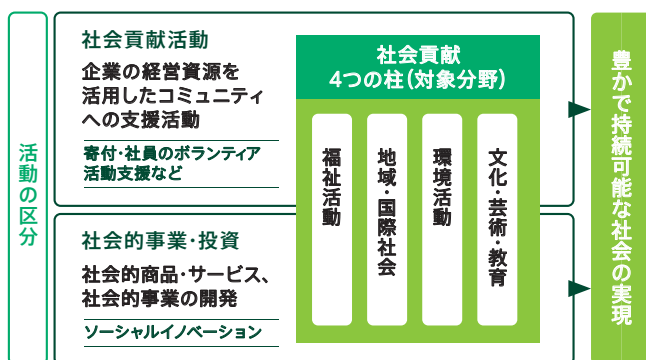 活動の区分
社会貢献活動
企業の経営資源を
活用したコミュニティ
への支援活動
寄付・社員のボランティア
活動支援など
社会的事業・投資
社会的商品・サービス、
社会的事業の開発
ソーシャルイノベーション
社会貢献
4つの柱（対象分野）
福祉活動
地域・国際社会
環境活動
文化・芸術・教育
豊かで持続可能な社会の実現